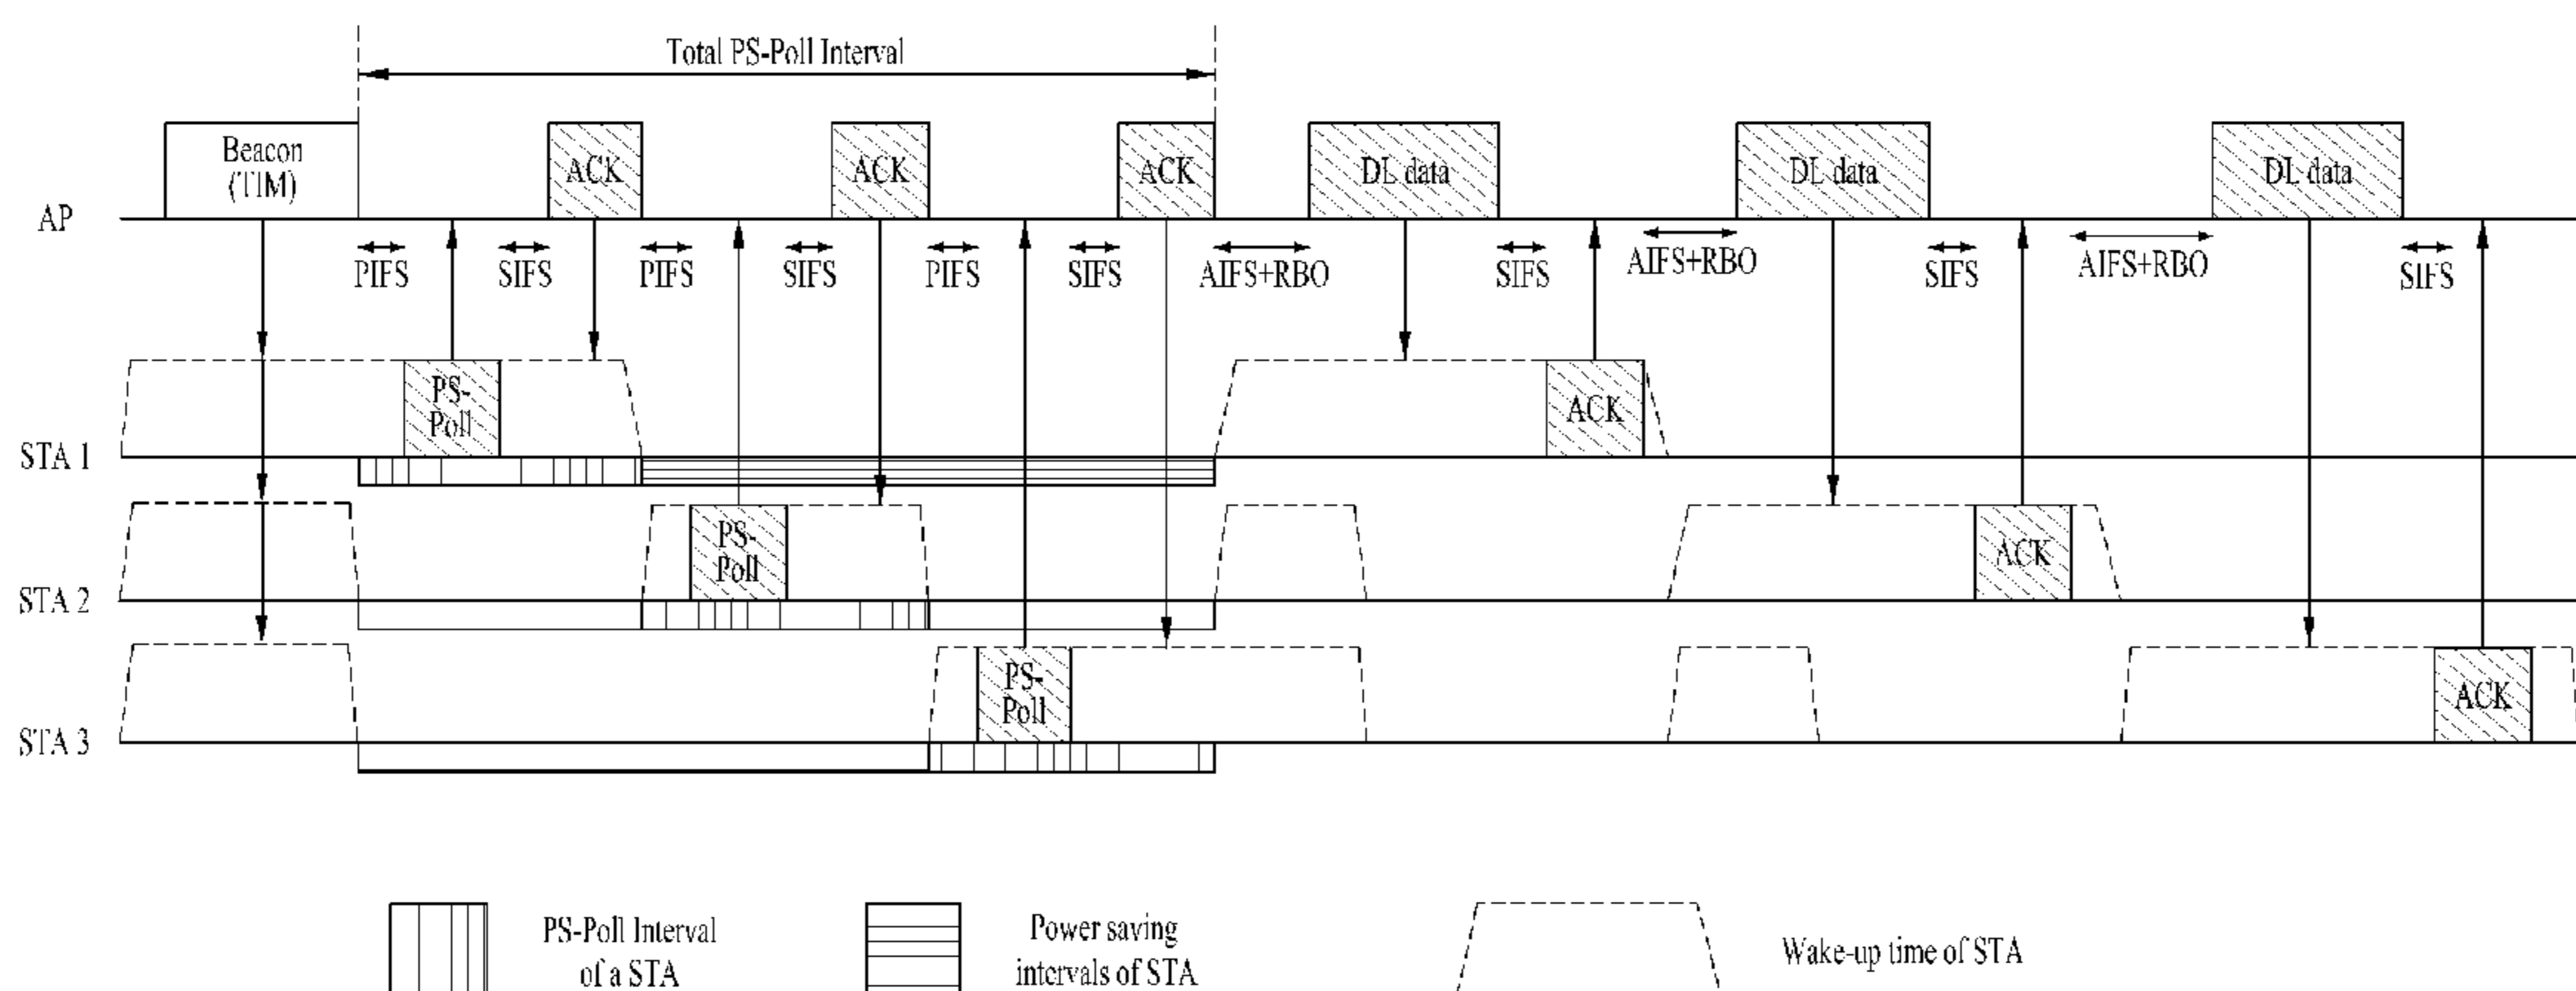 Total PS-Poll Interval
Beacon
(TIM)
ACK
ACK
ACK
DL data
DL data
DL data
AP
PIFS
SIFS
PIFS
SIFS
PIFS
SIFS
AIFS+RBO
SIFS
AIFS+RBO
SIFS
AIFS+RBO
SIFS
PS-
Poll
ACK
STA 1
PS-
Poll
ACK
STA 2
PS-
Poll
ACK
STA 3
PS-Poll Interval
of a STA
Power saving
intervals of STA
Wake-up time of STA